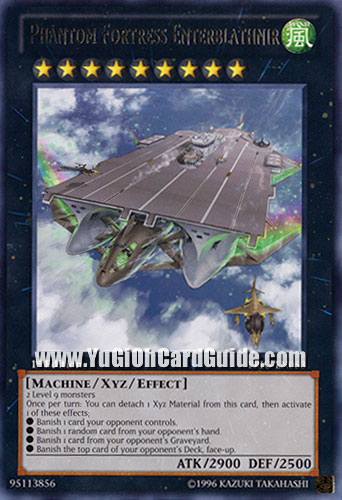 PHANTOM FORTRESS ENTERBLATHNIR
風
www.YuGiohCardGuide.com
[MACHINE/XYZ/EFFECT]
2 Level 9 monsters
Once per turn: You can detach 1 Xyz Material from this card, then activate
1 of these effects;
● Banish 1 card your opponent controls.
● Banish 1 random card from your opponent's hand.
● Banish 1 card from your opponent's Graveyard.
● Banish the top card of your opponent's Deck, face-up.
ATK/2900 DEF/2500
95113856
©1996 KAZUKI TAKAHASHI